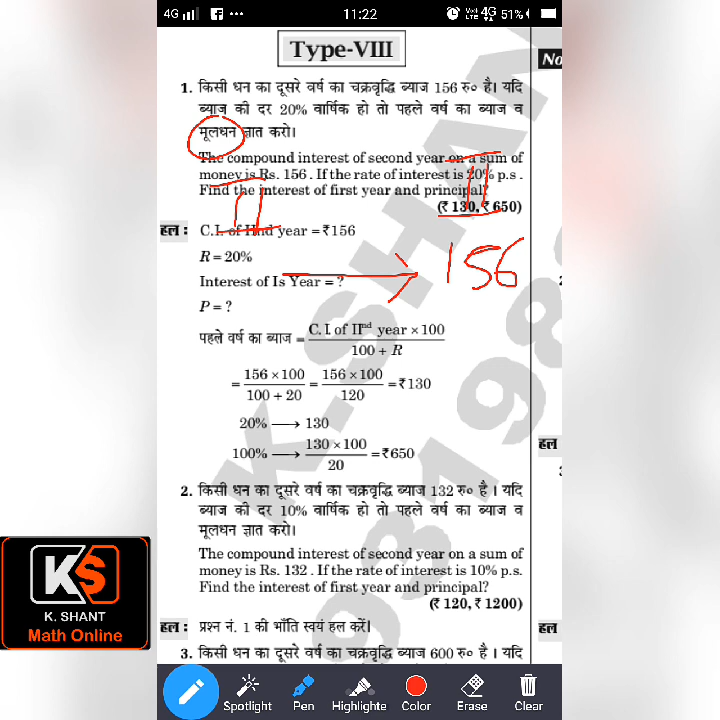 4G
11:22
4G
51%
Type-VIII
No
1. किसी धन का दूसरे वर्ष का चक्रवृद्धि ब्याज 156 रु० है। यदि
ब्याज की दर 20% वार्षिक हो तो पहले वर्ष का ब्याज व
मूलधन ज्ञात करो।
The compound interest of second year on a sum of
money is Rs. 156 . If the rate of interest is 20% p.s .
Find the interest of first year and principal?
(₹ 130, ₹ 650)
II
II
हल : C.I. of IInd year = ₹156
156
R = 20%
Interest of Is Year = ?
P = ?
पहले वर्ष का ब्याज = C. I. of IInd year × 100 / 100 + R
= 156 × 100 / 100 + 20 = 156 × 100 / 120 = ₹130
20% ⟶ 130
100% ⟶ 130 × 100 / 20 = ₹650
2. किसी धन का दूसरे वर्ष का चक्रवृद्धि ब्याज 132 रु० है । यदि
ब्याज की दर 10% वार्षिक हो तो पहले वर्ष का ब्याज व
मूलधन ज्ञात करो।
The compound interest of second year on a sum of
money is Rs. 132 . If the rate of interest is 10% p.s.
Find the interest of first year and principal?
(₹ 120, ₹ 1200)
हल : प्रश्न नं. 1 की भाँति स्वयं हल करें।
3. किसी धन का दूसरे वर्ष का चक्रवृद्धि ब्याज 600 रु० है । यदि
हल
हल
K.SHAN
KS
K. SHANT
Math Online
Spotlight
Pen
Highlighte
Color
Erase
Clear